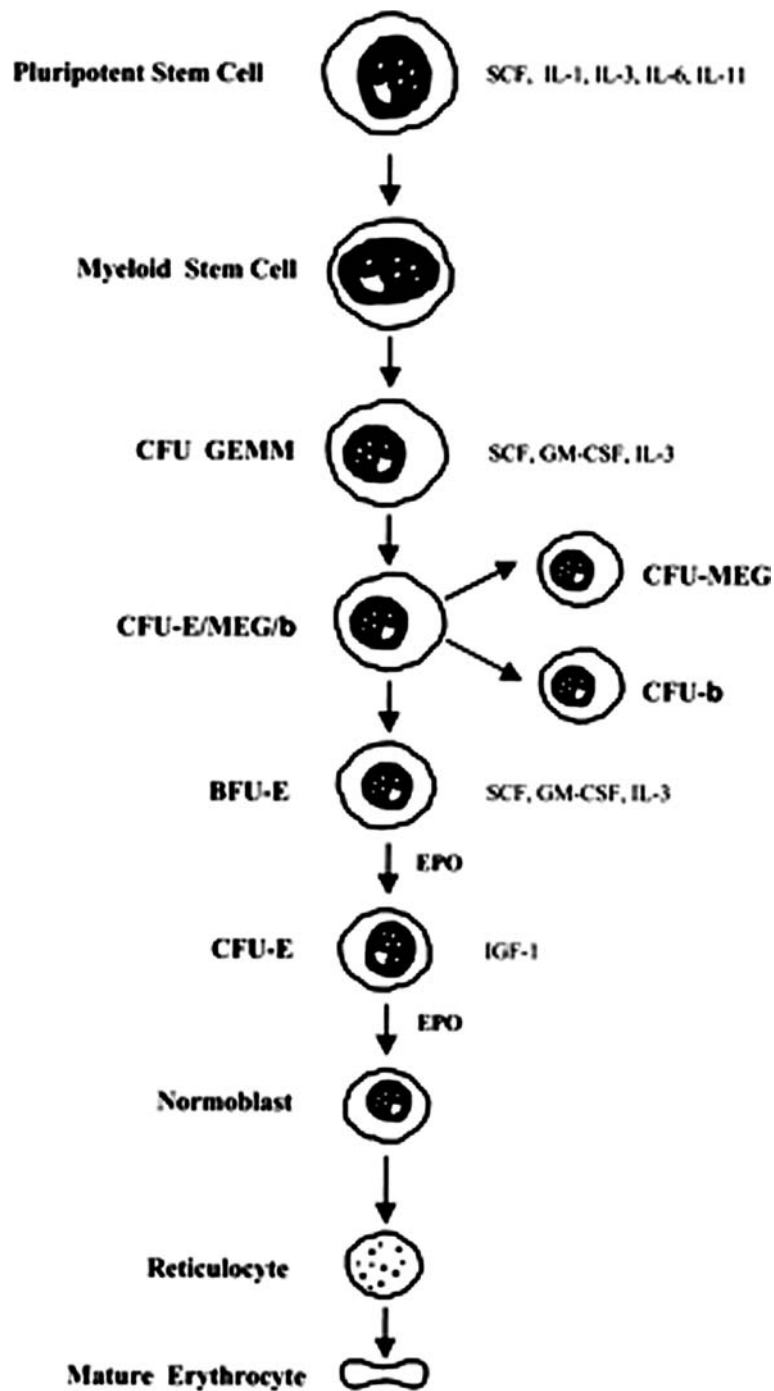 Pluripotent Stem Cell
SCF, IL-1, IL-3, IL-6, IL-11
Myeloid Stem Cell
CFU GEMM
SCF, GM-CSF, IL-3
CFU-MEG
CFU-E/MEG/b
CFU-b
BFU-E
SCF, GM-CSF, IL-3
EPO
CFU-E
IGF-1
EPO
Normoblast
Reticulocyte
Mature Erythrocyte